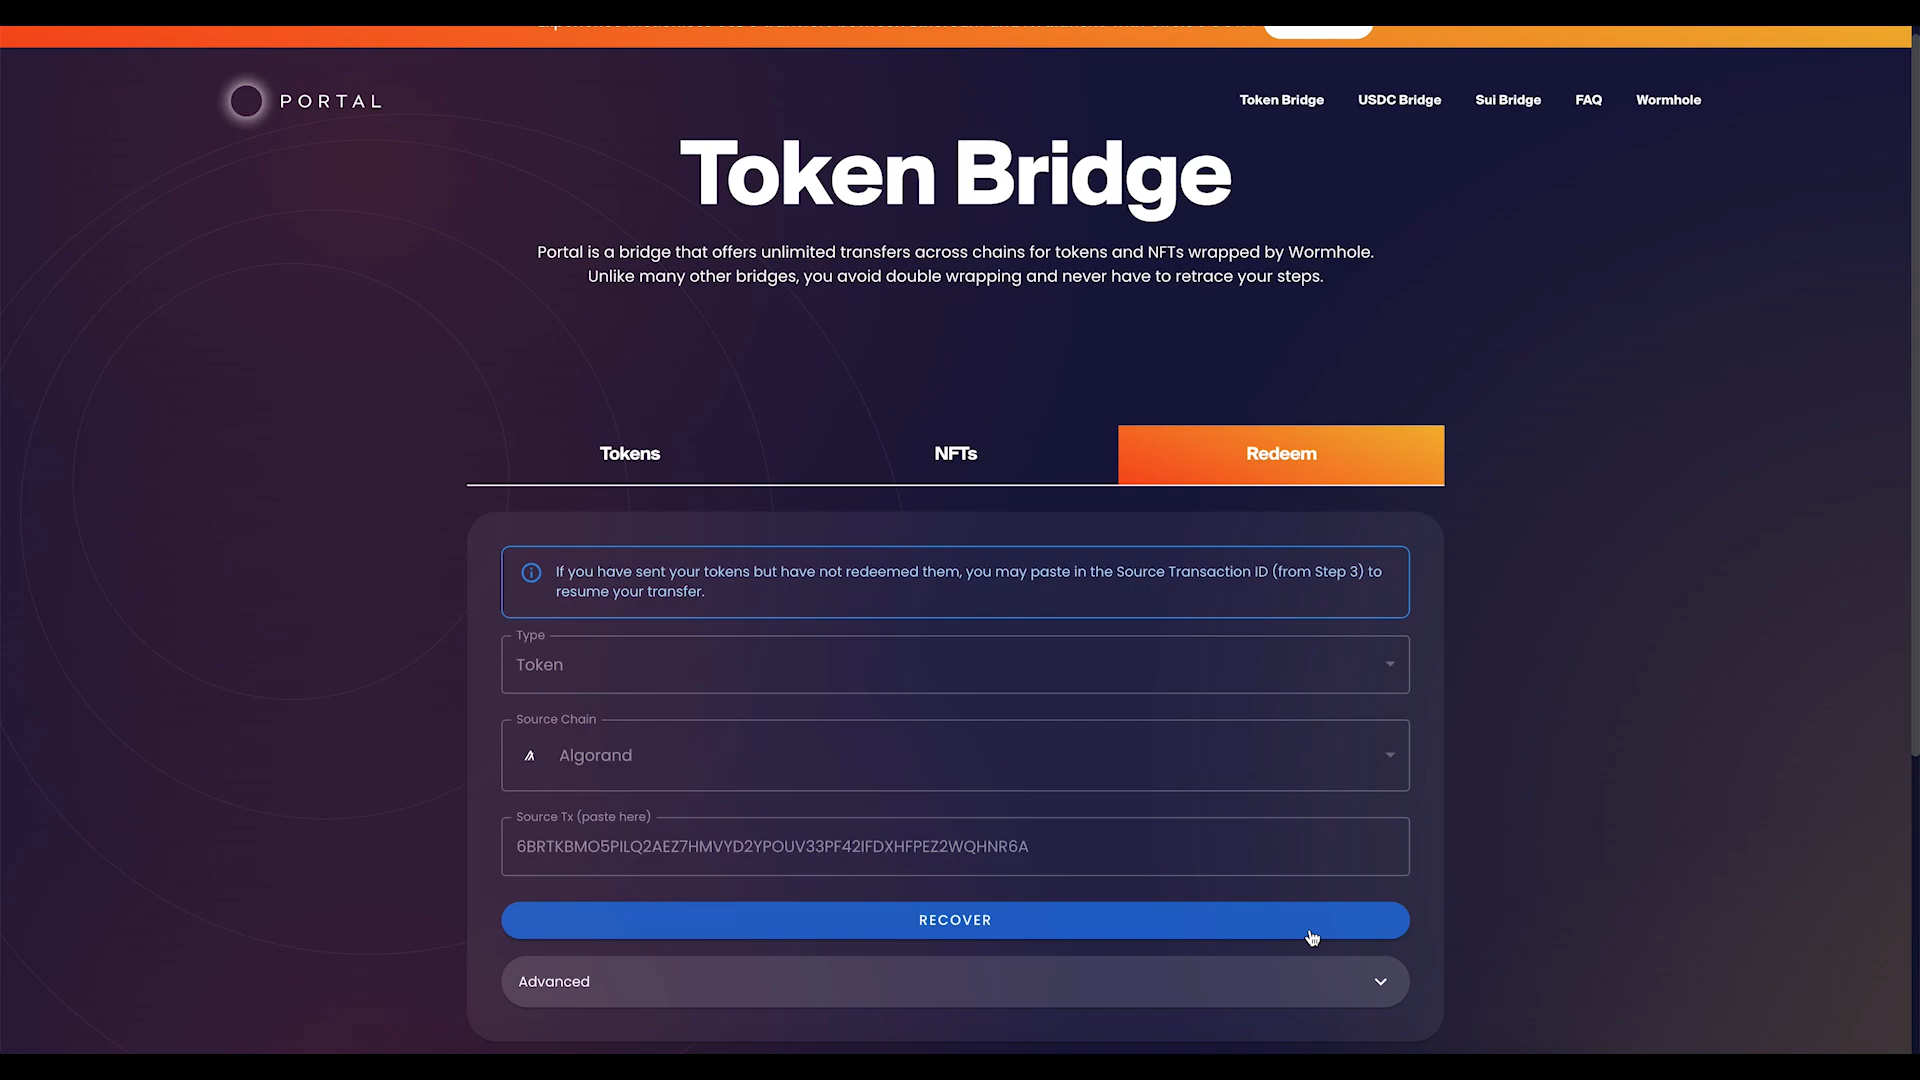 PORTAL
Token Bridge
USDC Bridge
Sui Bridge
FAQ
Wormhole
Token Bridge
Portal is a bridge that offers unlimited transfers across chains for tokens and NFTs wrapped by Wormhole.
Unlike many other bridges, you avoid double wrapping and never have to retrace your steps.
Tokens
NFTs
Redeem
If you have sent your tokens but have not redeemed them, you may paste in the Source Transaction ID (from Step 3) to
resume your transfer.
Type
Token
Source Chain
Algorand
Source Tx (paste here)
6BRTKBMO5PILQ2AEZ7HMVYD2YPOUV33PF42IFDXHFPEZ2WQHNR6A
RECOVER
Advanced